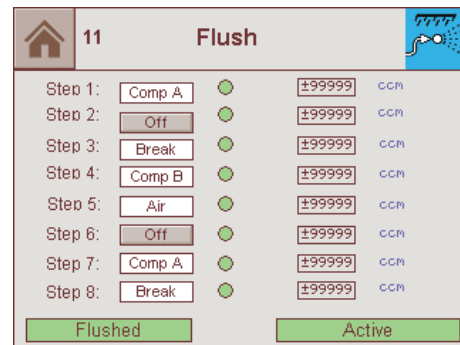 11 Flush
Step 1: Comp A ±99999 ccm
Step 2: Off ±99999 ccm
Step 3: Break ±99999 ccm
Step 4: Comp B ±99999 ccm
Step 5: Air ±99999 ccm
Step 6: Off ±99999 ccm
Step 7: Comp A ±99999 ccm
Step 8: Break ±99999 ccm
Flushed Active